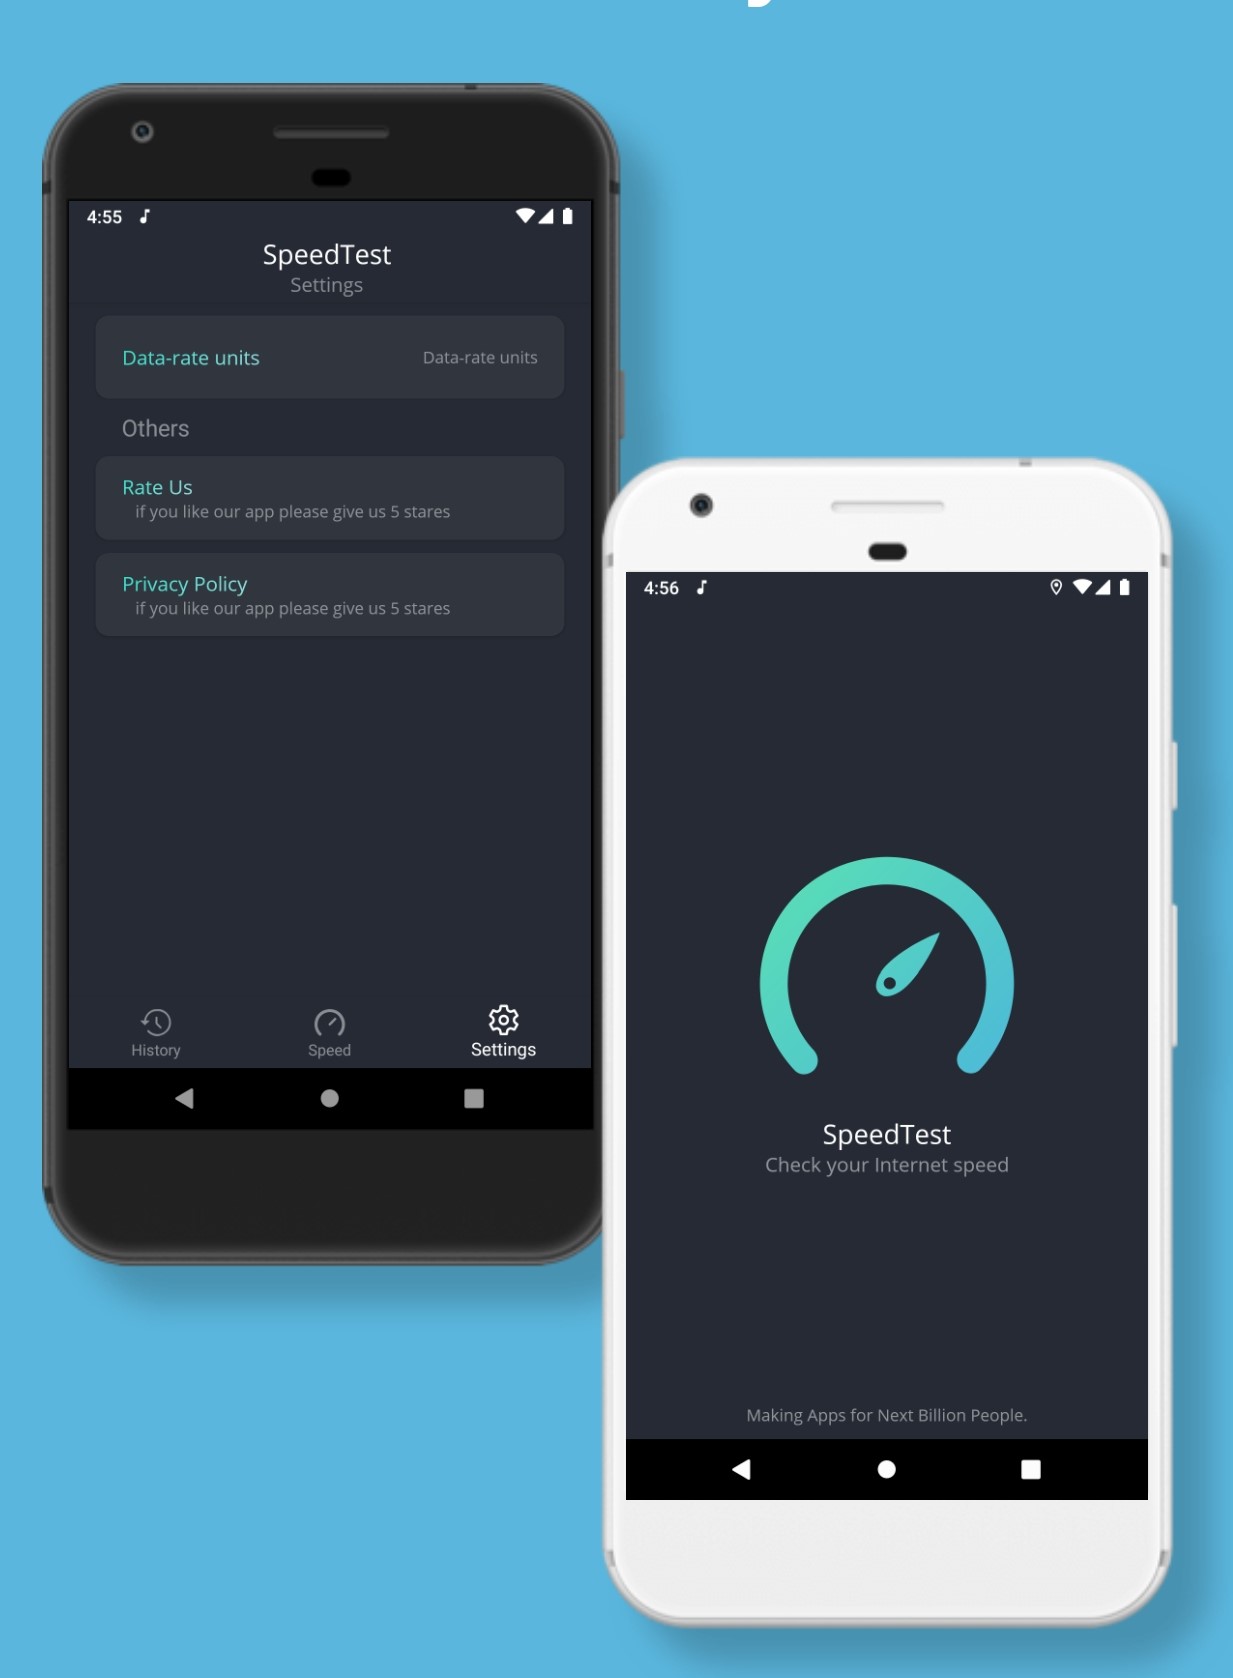 4:55
SpeedTest
Settings
Data-rate units
Data-rate units
Others
Rate Us
if you like our app please give us 5 stares
Privacy Policy
if you like our app please give us 5 stares
History
Speed
Settings
4:56
SpeedTest
Check your Internet speed
Making Apps for Next Billion People.